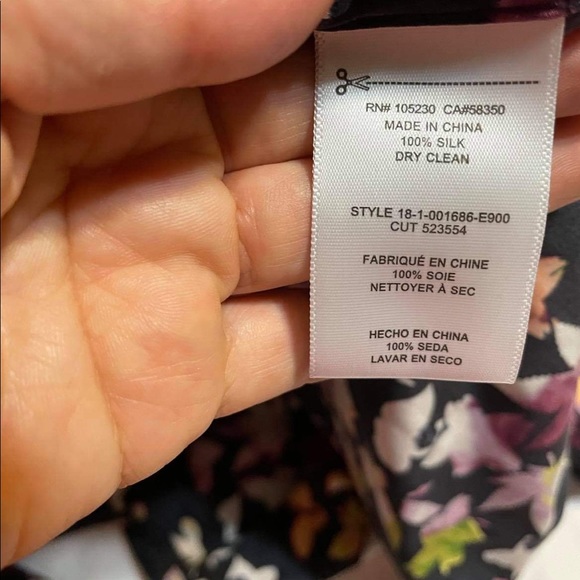 RN# 105230 CA#58350
MADE IN CHINA
100% SILK
DRY CLEAN
STYLE 18-1-001686-E900
CUT 523554
FABRIQUÉ EN CHINE
100% SOIE
NETTOYER À SEC
HECHO EN CHINA
100% SEDA
LAVAR EN SECO